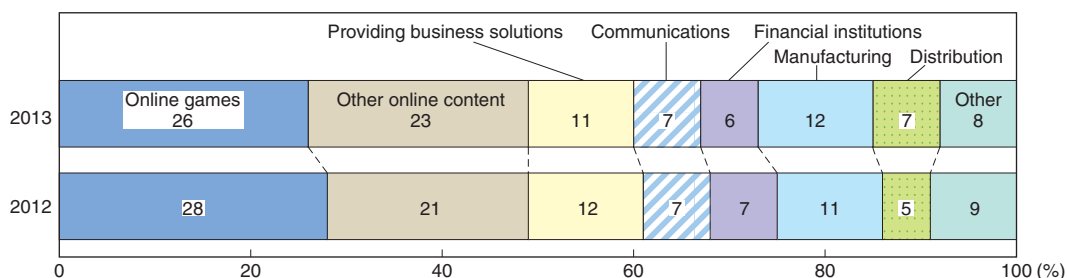 Providing business solutions
Communications
Financial institutions
Manufacturing
Distribution
2013
Online games
26
Other online content
23
11
7
6
12
7
Other
8
2012
28
21
12
7
7
11
5
9
0 20 40 60 80 100 (%)